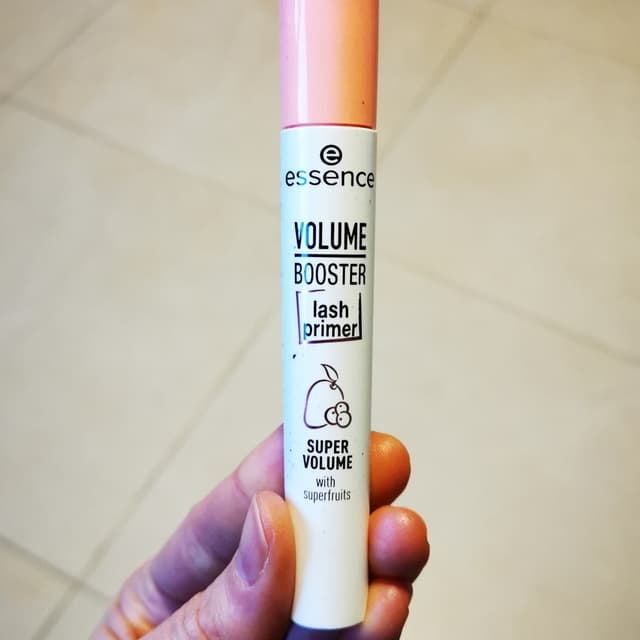 e
essence
VOLUME
BOOSTER
lash
primer
SUPER
VOLUME
with
superfruits